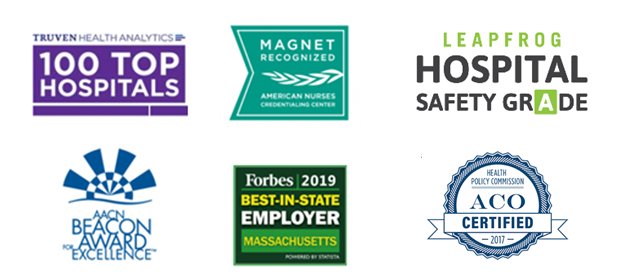 TRUVEN HEALTH ANALYTICS
100 TOP
HOSPITALS
MAGNET
RECOGNIZED
AMERICAN NURSES
CREDENTIALING CENTER
LEAPFROG
HOSPITAL
SAFETY GRADE
AACN
BEACON
AWARD
FOR EXCELLENCE™
Forbes | 2019
BEST-IN-STATE
EMPLOYER
MASSACHUSETTS
POWERED BY STATISTA
HEALTH
POLICY COMMISSION
ACO
CERTIFIED
2017